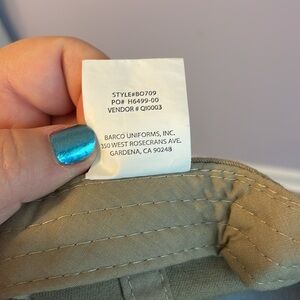 STYLE#BO709
PO# H6499-00
VENDOR # QI0003
BARCO UNIFORMS, INC.
350 WEST ROSECRANS AVE.
GARDENA, CA 90248